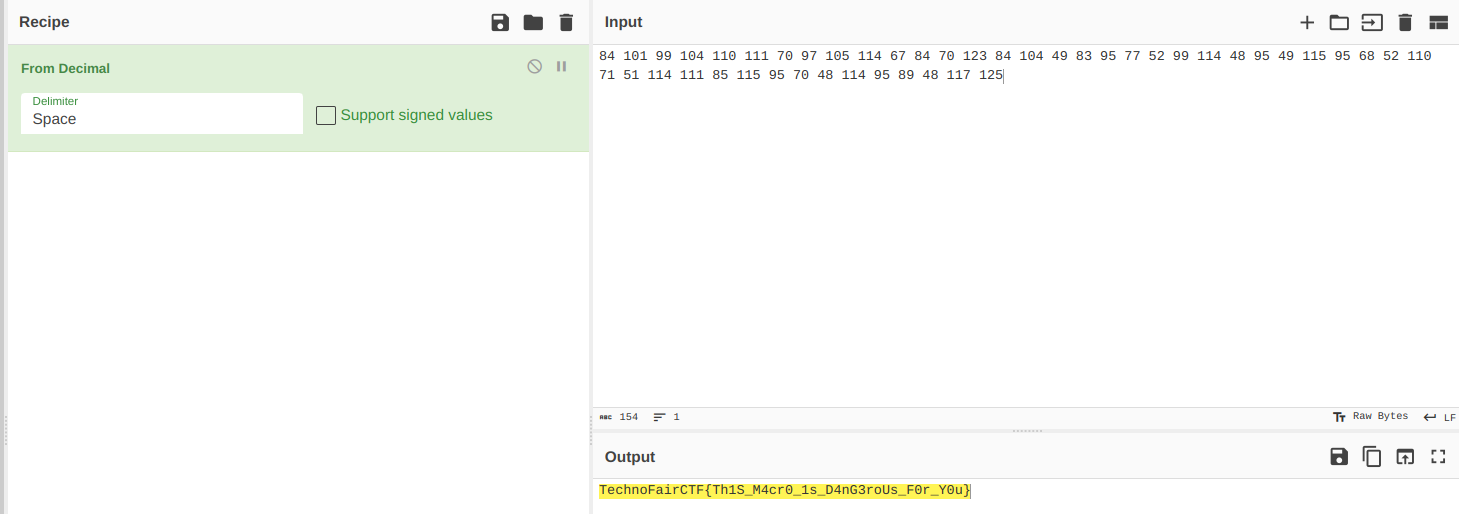 Recipe
From Decimal
Delimiter
Space
Support signed values
Input
84 101 99 104 110 111 70 97 105 114 67 84 70 123 84 104 49 83 95 77 52 99 114 48 95 49 115 95 68 52 110
71 51 114 111 85 115 95 70 48 114 95 89 48 117 125
ABC 154 1
Tr Raw Bytes LF
Output
TechnoFairCTF{Th1S_M4cr0_1s_D4nG3roUs_F0r_Y0u}